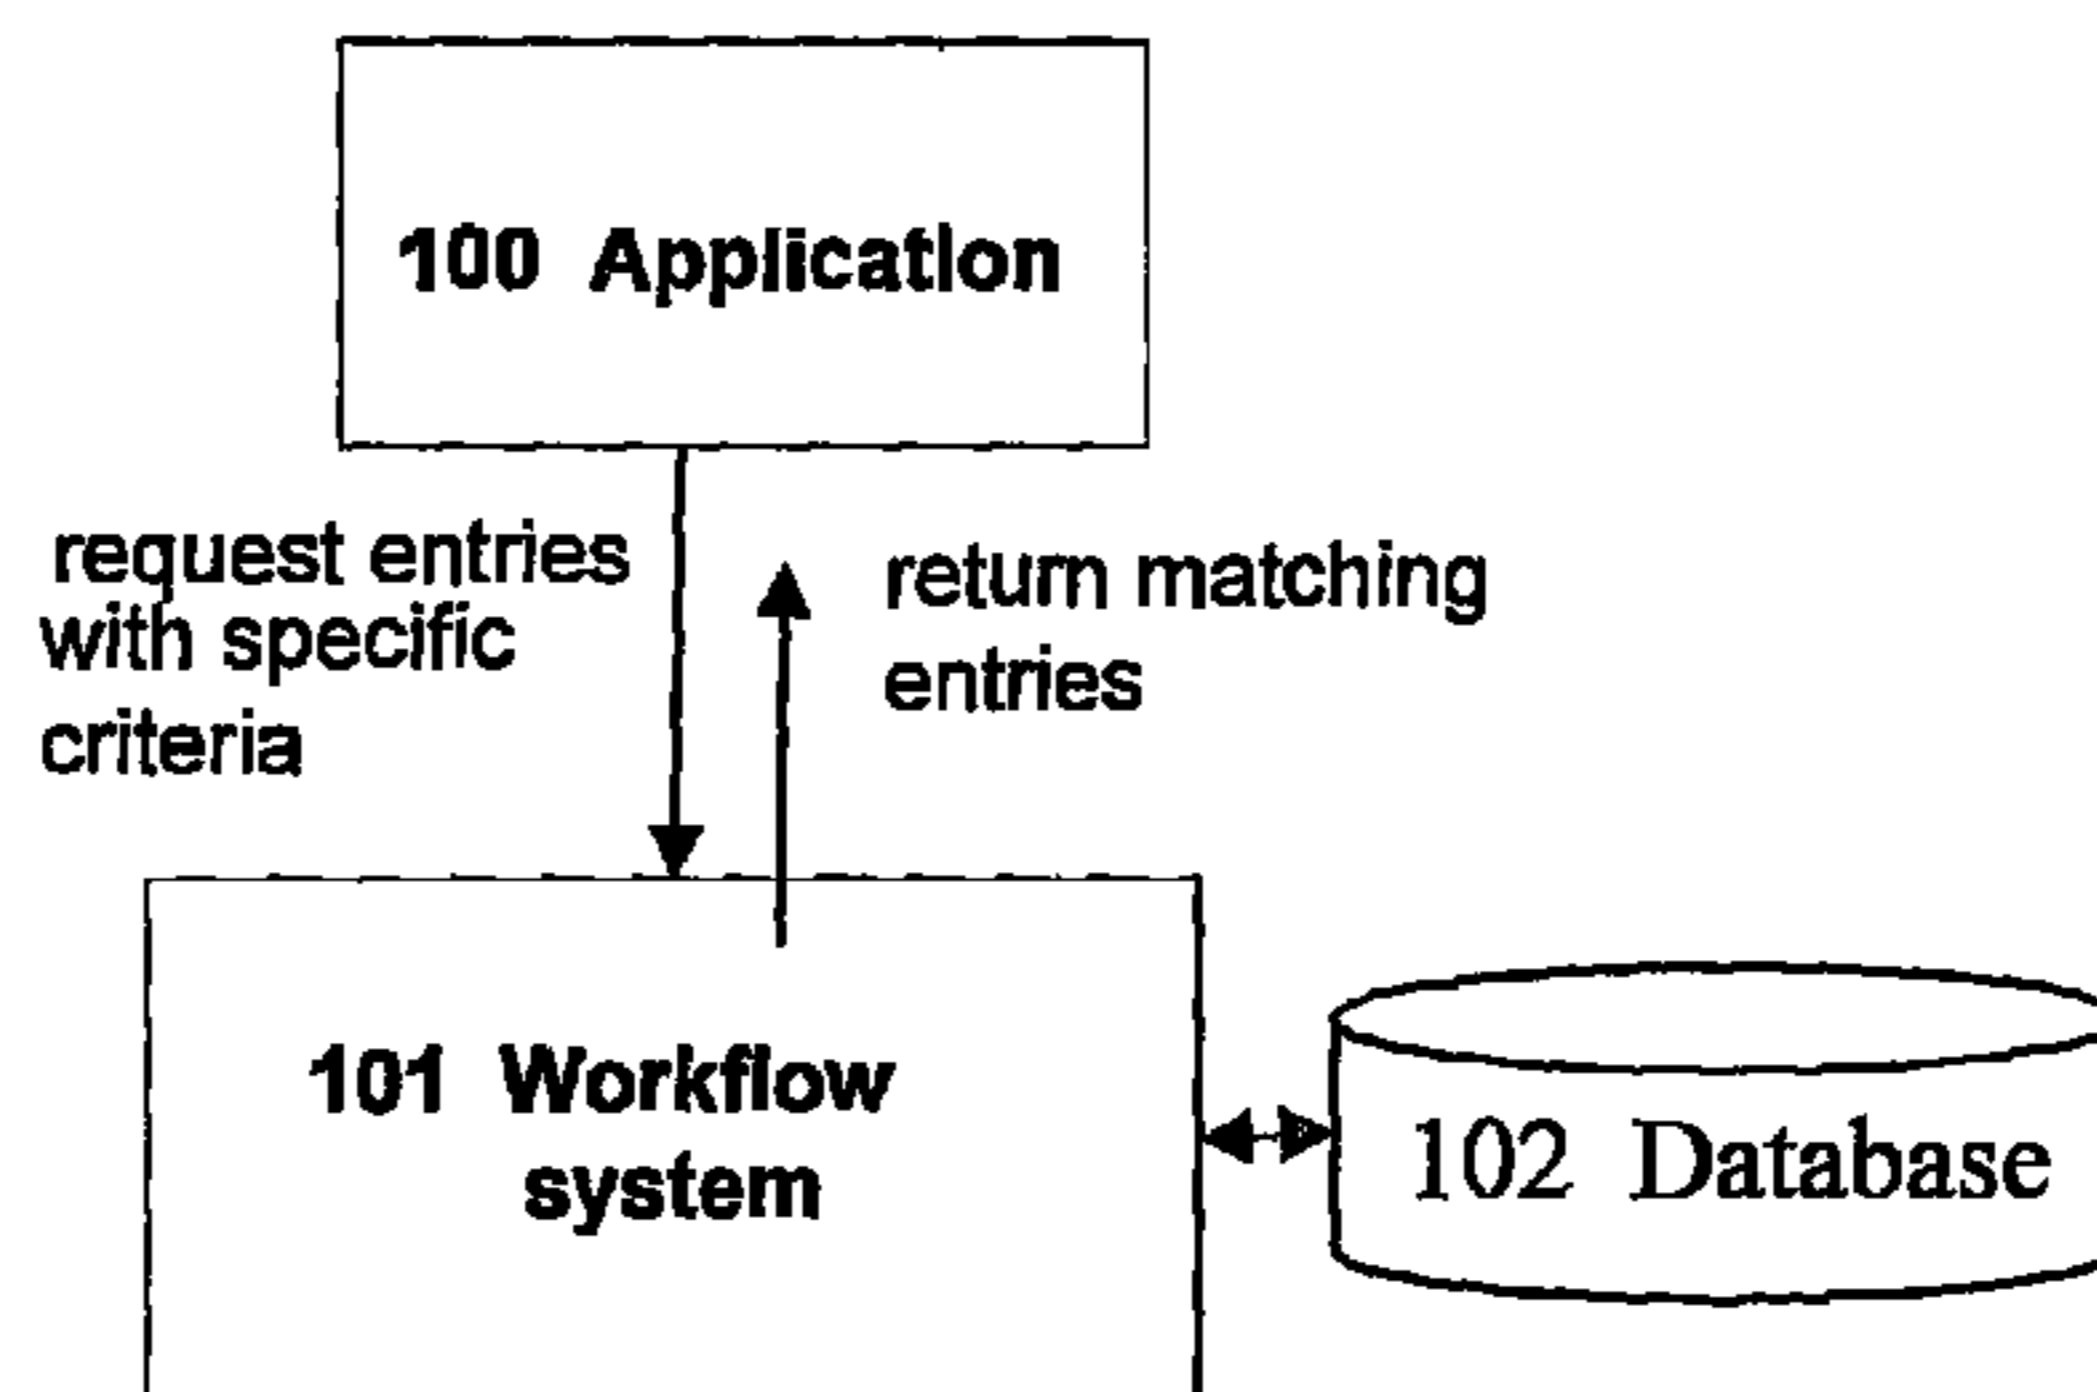 100 Application
request entries
with specific
criteria
return matching
entries
101 Workflow
system
102 Database